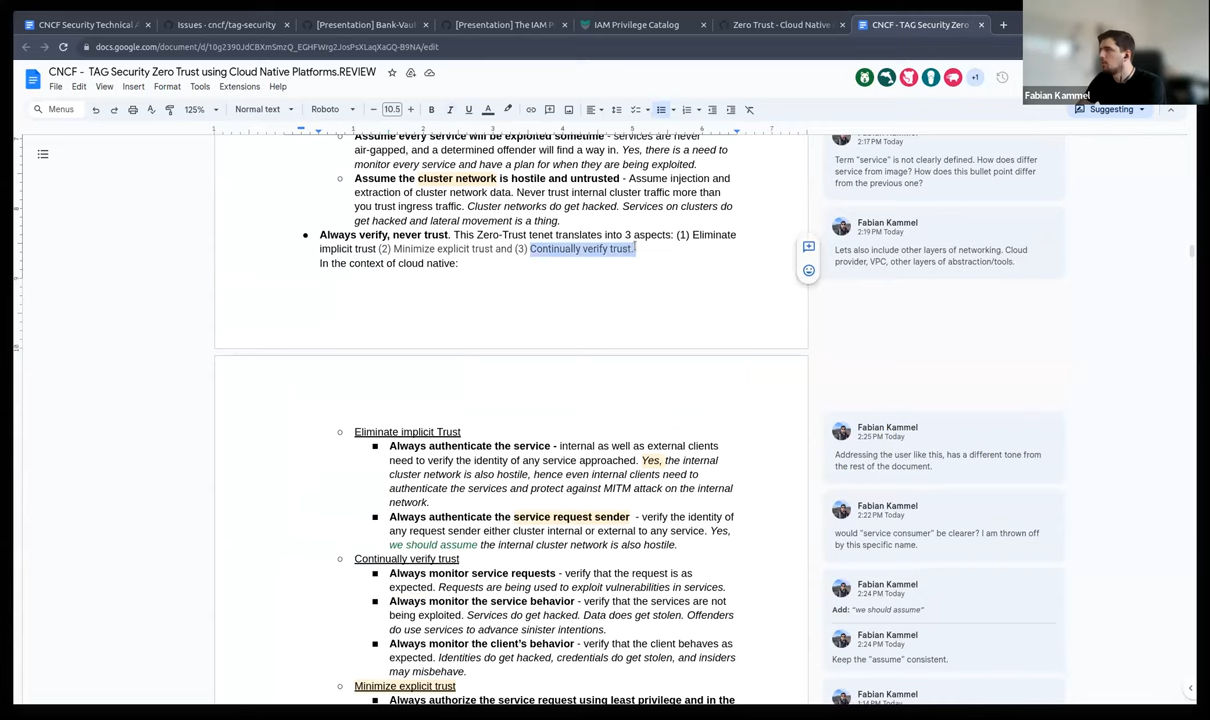 CNCF Security Technical A
Issues · cncf/tag-security
[Presentation] Bank-Vau
[Presentation] The IAM P
IAM Privilege Catalog
Zero Trust - Cloud Native
CNCF - TAG Security Zero
docs.google.com/document/d/10g2390JdCBXmSmzQ_EGHFWrg2JosPsXLaqXaGQ-B9NA/edit
CNCF - TAG Security Zero Trust using Cloud Native Platforms.REVIEW
File Edit View Insert Format Tools Extensions Help
+1
Fabian Kammel
Menus 125% Normal text Roboto 10.5 Suggesting
Assume every service will be exploited sometime - services are never
air-gapped, and a determined offender will find a way in. Yes, there is a need to
monitor every service and have a plan for when they are being exploited.
Assume the cluster network is hostile and untrusted - Assume injection and
extraction of cluster network data. Never trust internal cluster traffic more than
you trust ingress traffic. Cluster networks do get hacked. Services on clusters do
get hacked and lateral movement is a thing.
Always verify, never trust. This Zero-Trust tenet translates into 3 aspects: (1) Eliminate
implicit trust (2) Minimize explicit trust and (3) Continually verify trust.
In the context of cloud native:
Eliminate implicit Trust
Always authenticate the service - internal as well as external clients
need to verify the identity of any service approached. Yes, the internal
cluster network is also hostile, hence even internal clients need to
authenticate the services and protect against MITM attack on the internal
network.
Always authenticate the service request sender - verify the identity of
any request sender either cluster internal or external to any service. Yes,
we should assume the internal cluster network is also hostile.
Continually verify trust
Always monitor service requests - verify that the request is as
expected. Requests are being used to exploit vulnerabilities in services.
Always monitor the service behavior - verify that the services are not
being exploited. Services do get hacked. Data does get stolen. Offenders
do use services to advance sinister intentions.
Always monitor the client's behavior - verify that the client behaves as
expected. Identities do get hacked, credentials do get stolen, and insiders
may misbehave.
Minimize explicit trust
Always authorize the service request using least privilege and in the
2:17 PM Today
Term "service" is not clearly defined. How does differ
service from image? How does this bullet point differ
from the previous one?
Fabian Kammel
2:19 PM Today
Lets also include other layers of networking. Cloud
provider, VPC, other layers of abstraction/tools.
Fabian Kammel
2:25 PM Today
Addressing the user like this, has a different tone from
the rest of the document.
Fabian Kammel
2:22 PM Today
would "service consumer" be clearer? I am thrown off
by this specific name.
Fabian Kammel
2:24 PM Today
Add: "we should assume"
Fabian Kammel
2:24 PM Today
Keep the "assume" consistent.
Fabian Kammel
1:14 PM Today